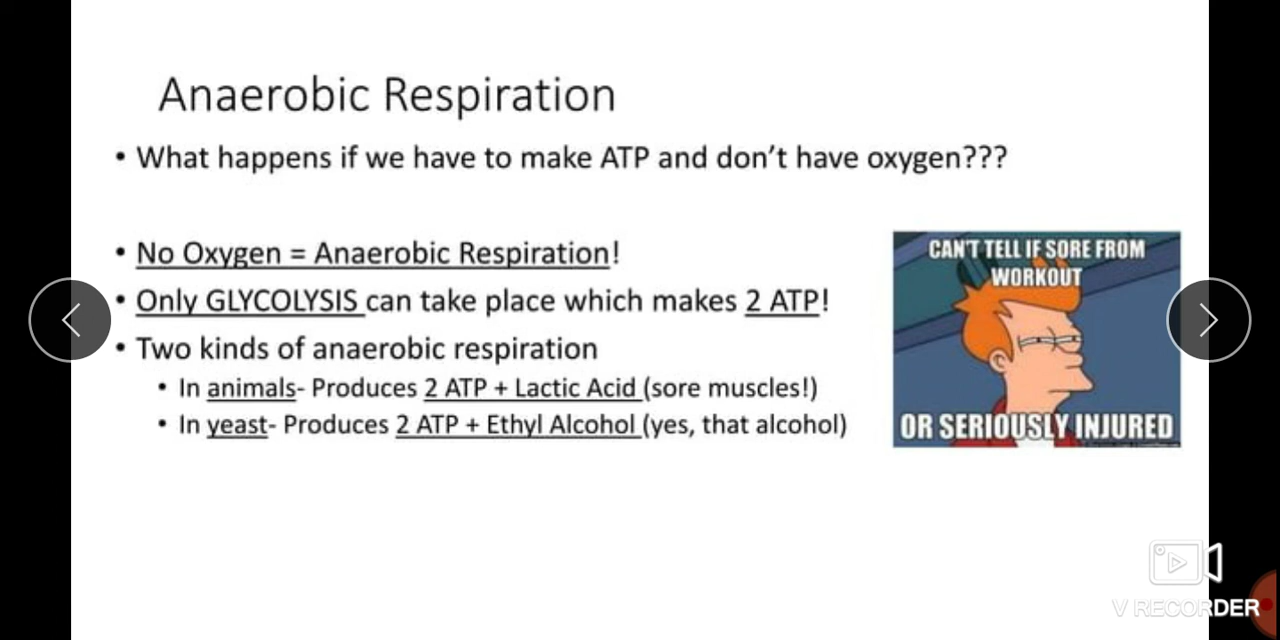 Anaerobic Respiration
• What happens if we have to make ATP and don't have oxygen???
• No Oxygen = Anaerobic Respiration!
• Only GLYCOLYSIS can take place which makes 2 ATP!
• Two kinds of anaerobic respiration
• In animals- Produces 2 ATP + Lactic Acid (sore muscles!)
• In yeast- Produces 2 ATP + Ethyl Alcohol (yes, that alcohol)
CAN'T TELL IF SORE FROM
WORKOUT
OR SERIOUSLY INJURED
V RECORDER